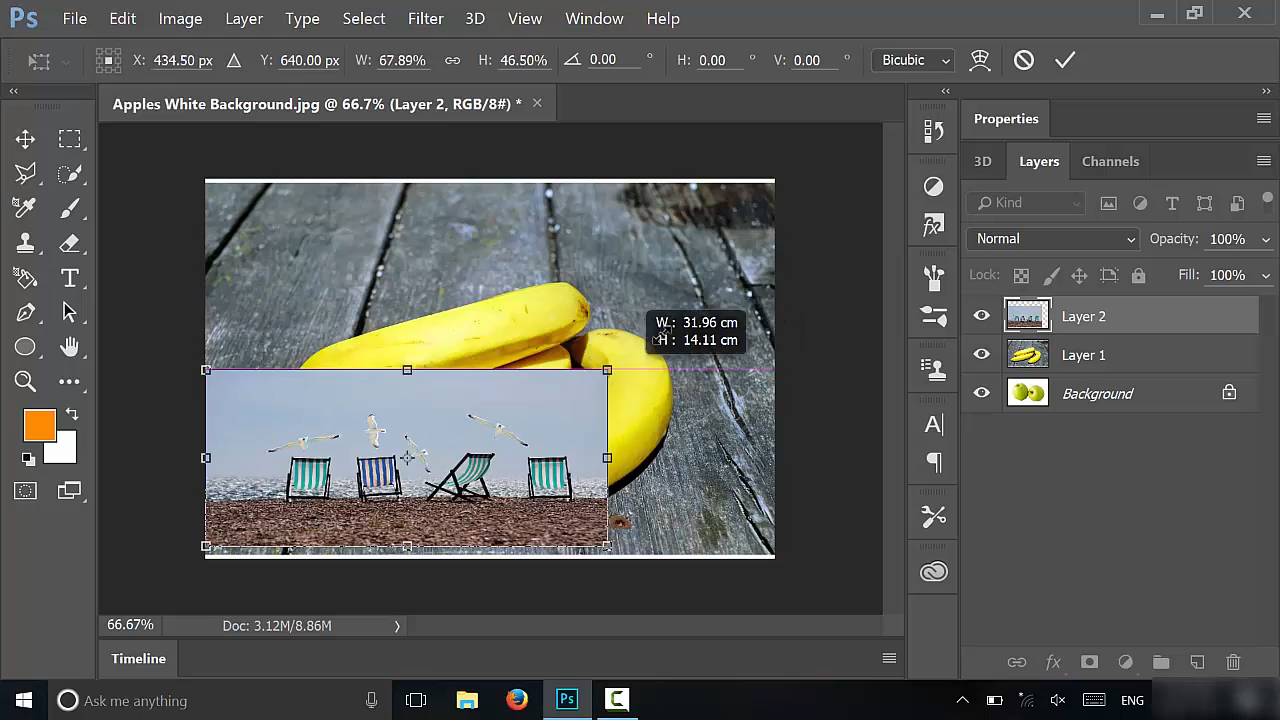 Ps File Edit Image Layer Type Select Filter 3D View Window Help
X: 434.50 px Y: 640.00 px W: 67.89% H: 46.50% 0.00 ° H: 0.00 ° V: 0.00 ° Bicubic
Apples White Background.jpg @ 66.7% (Layer 2, RGB/8#) * ×
Properties
3D Layers Channels
Kind
Normal Opacity: 100%
Lock: Fill: 100%
Layer 2
W: 31.96 cm
H: 14.11 cm
Layer 1
Background
66.67% Doc: 3.12M/8.86M
Timeline
Ask me anything Ps ENG